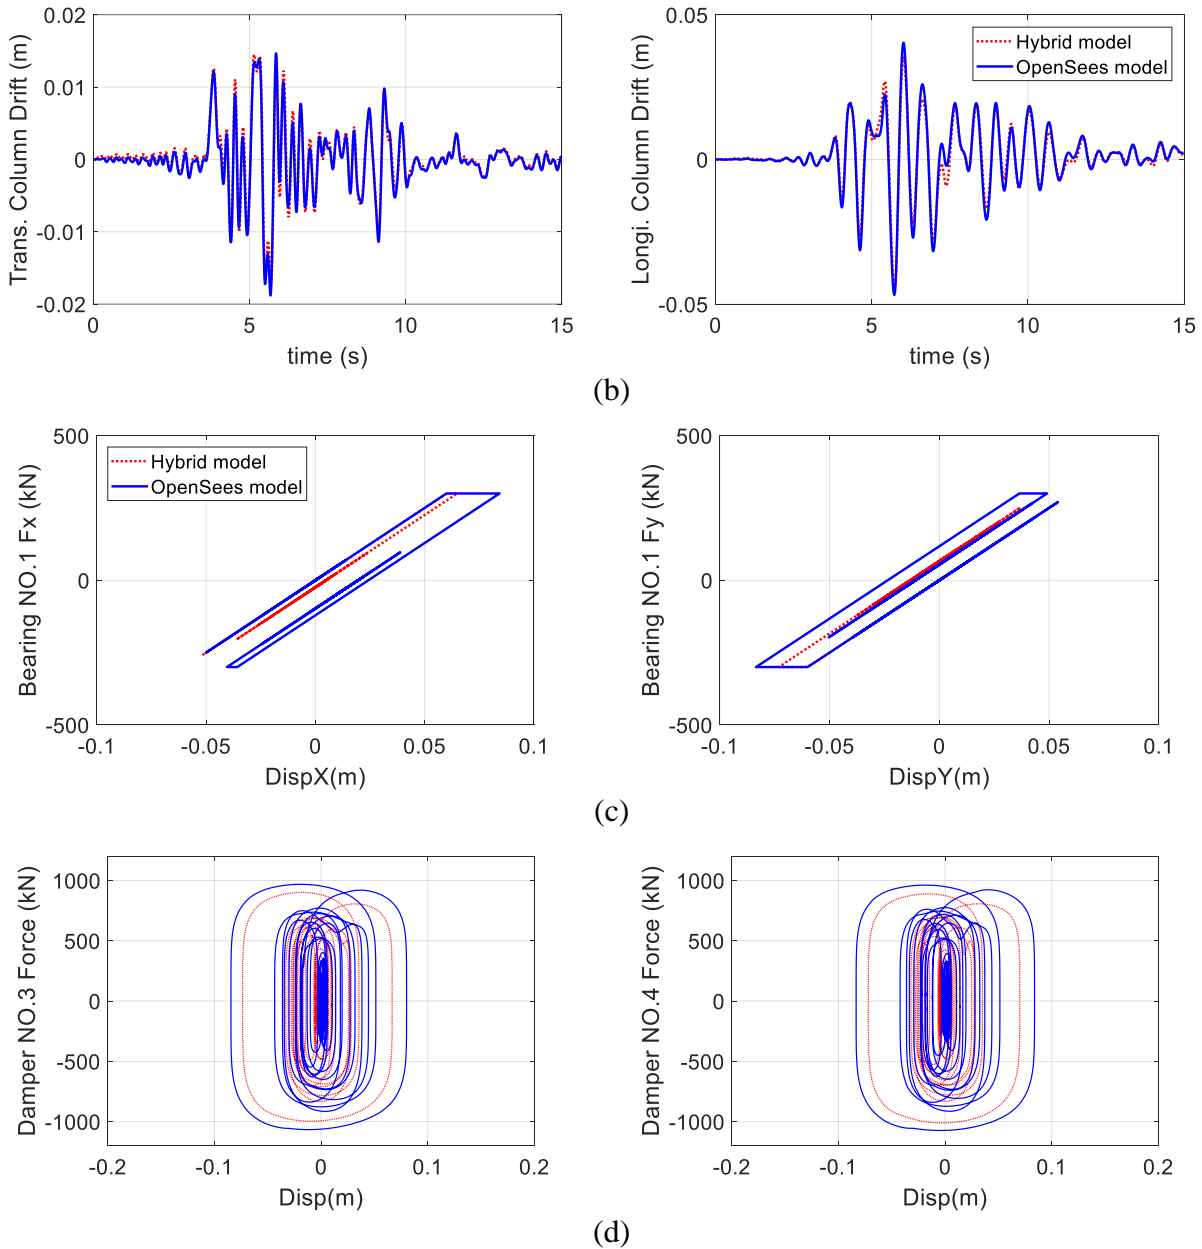 0.02
0.01
0
-0.01
-0.02
Trans. Column Drift (m)
0 5 10 15
time (s)
0.05
0
-0.05
Longi. Column Drift (m)
Hybrid model
OpenSees model
0 5 10 15
time (s)
(b)
500
0
-500
Bearing NO.1 Fx (kN)
Hybrid model
OpenSees model
-0.1 -0.05 0 0.05 0.1
DispX(m)
500
0
-500
Bearing NO.1 Fy (kN)
-0.1 -0.05 0 0.05 0.1
DispY(m)
(c)
1000
500
0
-500
-1000
Damper NO.3 Force (kN)
-0.2 -0.1 0 0.1 0.2
Disp(m)
1000
500
0
-500
-1000
Damper NO.4 Force (kN)
-0.2 -0.1 0 0.1 0.2
Disp(m)
(d)